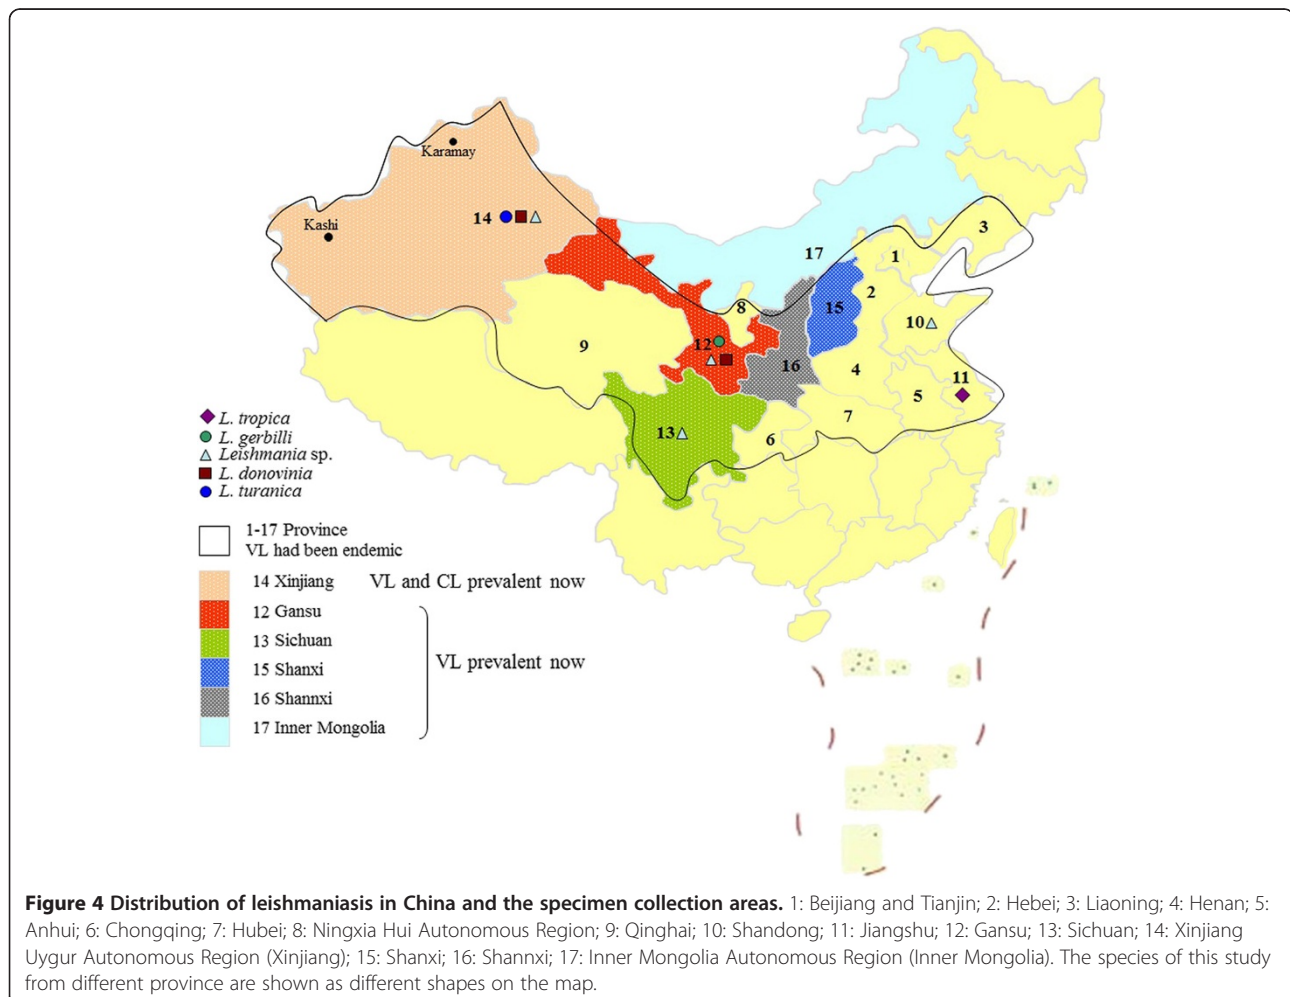 Karamay
Kashi
14
17
3
1
2
8
15
10
9
12
16
4
11
5
7
13
6
L. tropica
L. gerbilli
Leishmania sp.
L. donovinia
L. turanica
1-17 Province
VL had been endemic
14 Xinjiang VL and CL prevalent now
12 Gansu
13 Sichuan
15 Shanxi
VL prevalent now
16 Shannxi
17 Inner Mongolia
Figure 4 Distribution of leishmaniasis in China and the specimen collection areas. 1: Beijiang and Tianjin; 2: Hebei; 3: Liaoning; 4: Henan; 5:
Anhui; 6: Chongqing; 7: Hubei; 8: Ningxia Hui Autonomous Region; 9: Qinghai; 10: Shandong; 11: Jiangshu; 12: Gansu; 13: Sichuan; 14: Xinjiang
Uygur Autonomous Region (Xinjiang); 15: Shanxi; 16: Shannxi; 17: Inner Mongolia Autonomous Region (Inner Mongolia). The species of this study
from different province are shown as different shapes on the map.